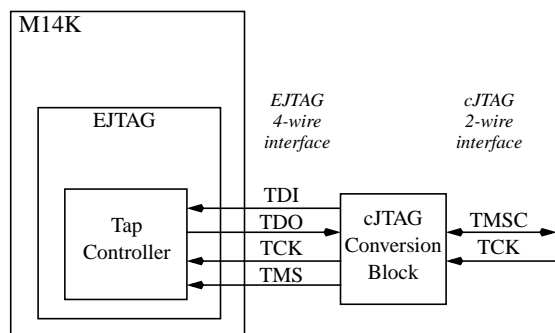 M14K
EJTAG
Tap
Controller
EJTAG
4-wire
interface
cJTAG
2-wire
interface
TDI
TDO
TCK
TMS
cJTAG
Conversion
Block
TMSC
TCK